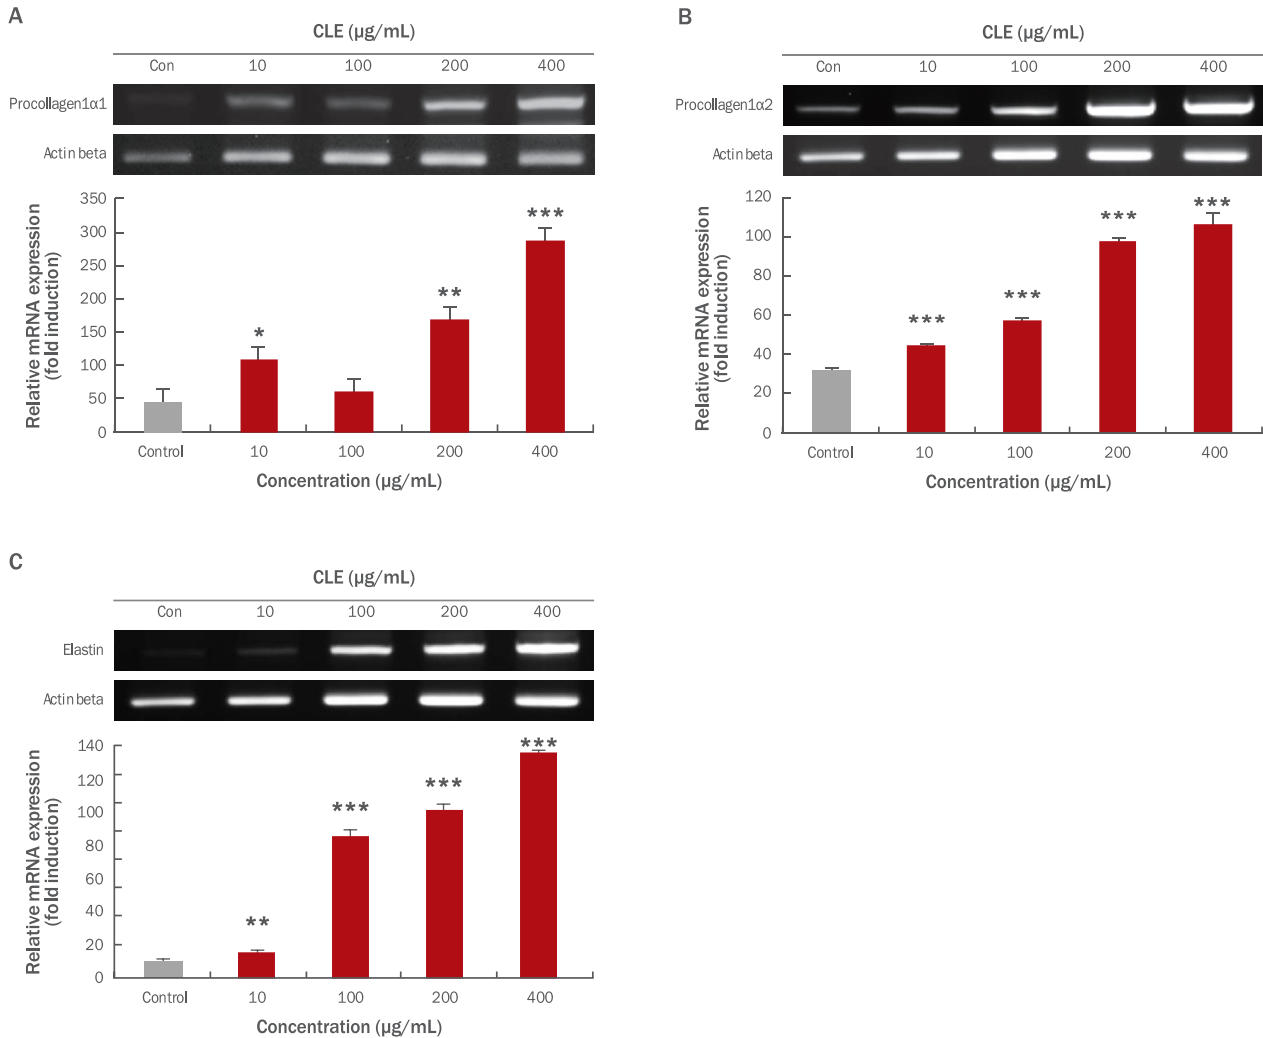 A
CLE (µg/mL)
Con 10 100 200 400
Procollagen1α1
Actin beta
350
300
250
200
150
100
50
0
Relative mRNA expression
(fold induction)
*
**
***
Control 10 100 200 400
Concentration (µg/mL)
B
CLE (µg/mL)
Con 10 100 200 400
Procollagen1α2
Actin beta
120
100
80
60
40
20
0
Relative mRNA expression
(fold induction)
***
***
***
***
Control 10 100 200 400
Concentration (µg/mL)
C
CLE (µg/mL)
Con 10 100 200 400
Elastin
Actin beta
140
120
100
80
60
40
20
0
Relative mRNA expression
(fold induction)
**
***
***
***
Control 10 100 200 400
Concentration (µg/mL)